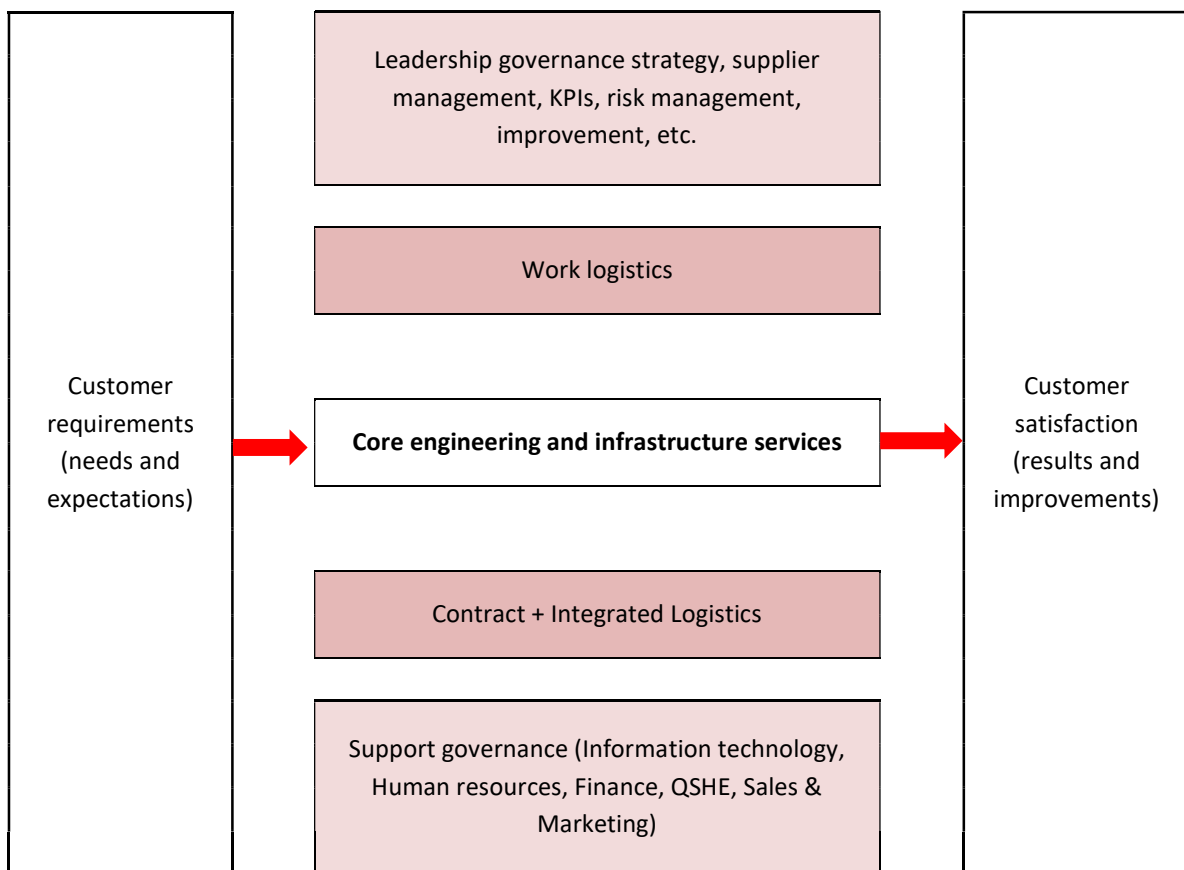 Leadership governance strategy, supplier
management, KPIs, risk management,
improvement, etc.
Work logistics
Customer
requirements
(needs and
expectations)
Core engineering and infrastructure services
Customer
satisfaction
(results and
improvements)
Contract + Integrated Logistics
Support governance (Information technology,
Human resources, Finance, QSHE, Sales &
Marketing)